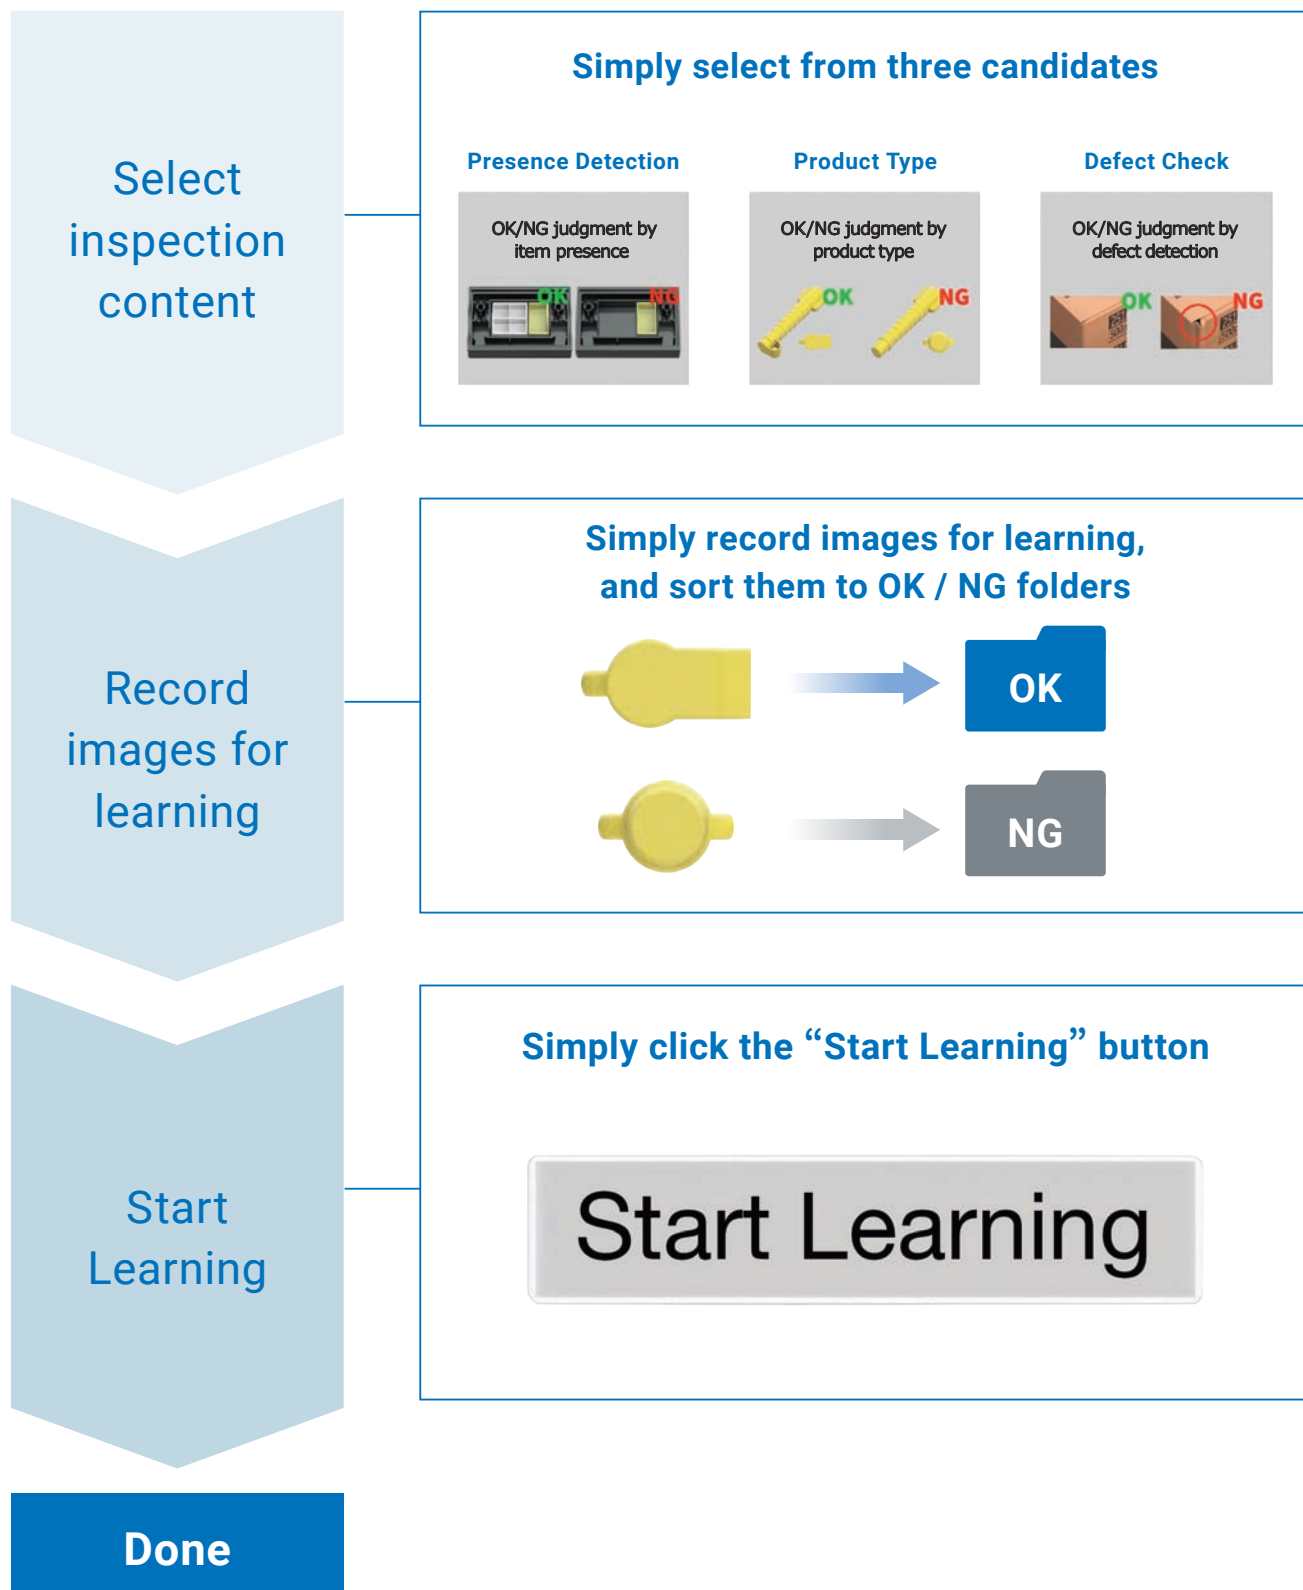 Select
inspection
content
Simply select from three candidates
Presence Detection
OK/NG judgment by
item presence
OK
NG
Product Type
OK/NG judgment by
product type
OK
NG
Defect Check
OK/NG judgment by
defect detection
OK
NG
Record
images for
learning
Simply record images for learning,
and sort them to OK / NG folders
OK
NG
Start
Learning
Simply click the “Start Learning” button
Start Learning
Done